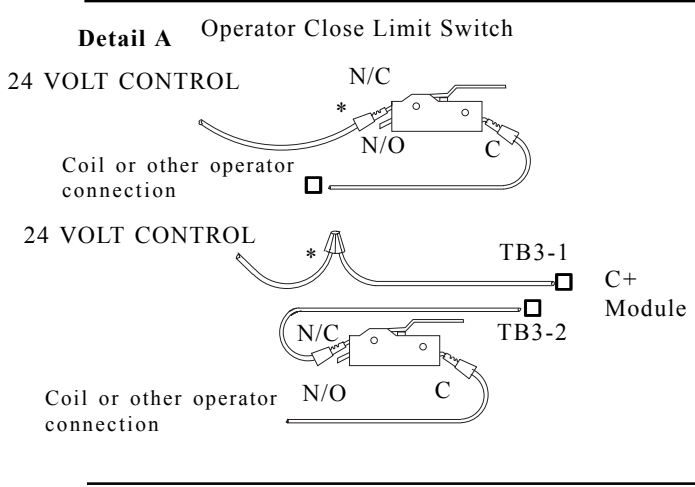 Detail A Operator Close Limit Switch
24 VOLT CONTROL
N/C
*
N/O
C
Coil or other operator
connection
24 VOLT CONTROL
*
TB3-1
C+
Module
TB3-2
N/C
N/O
C
Coil or other operator
connection